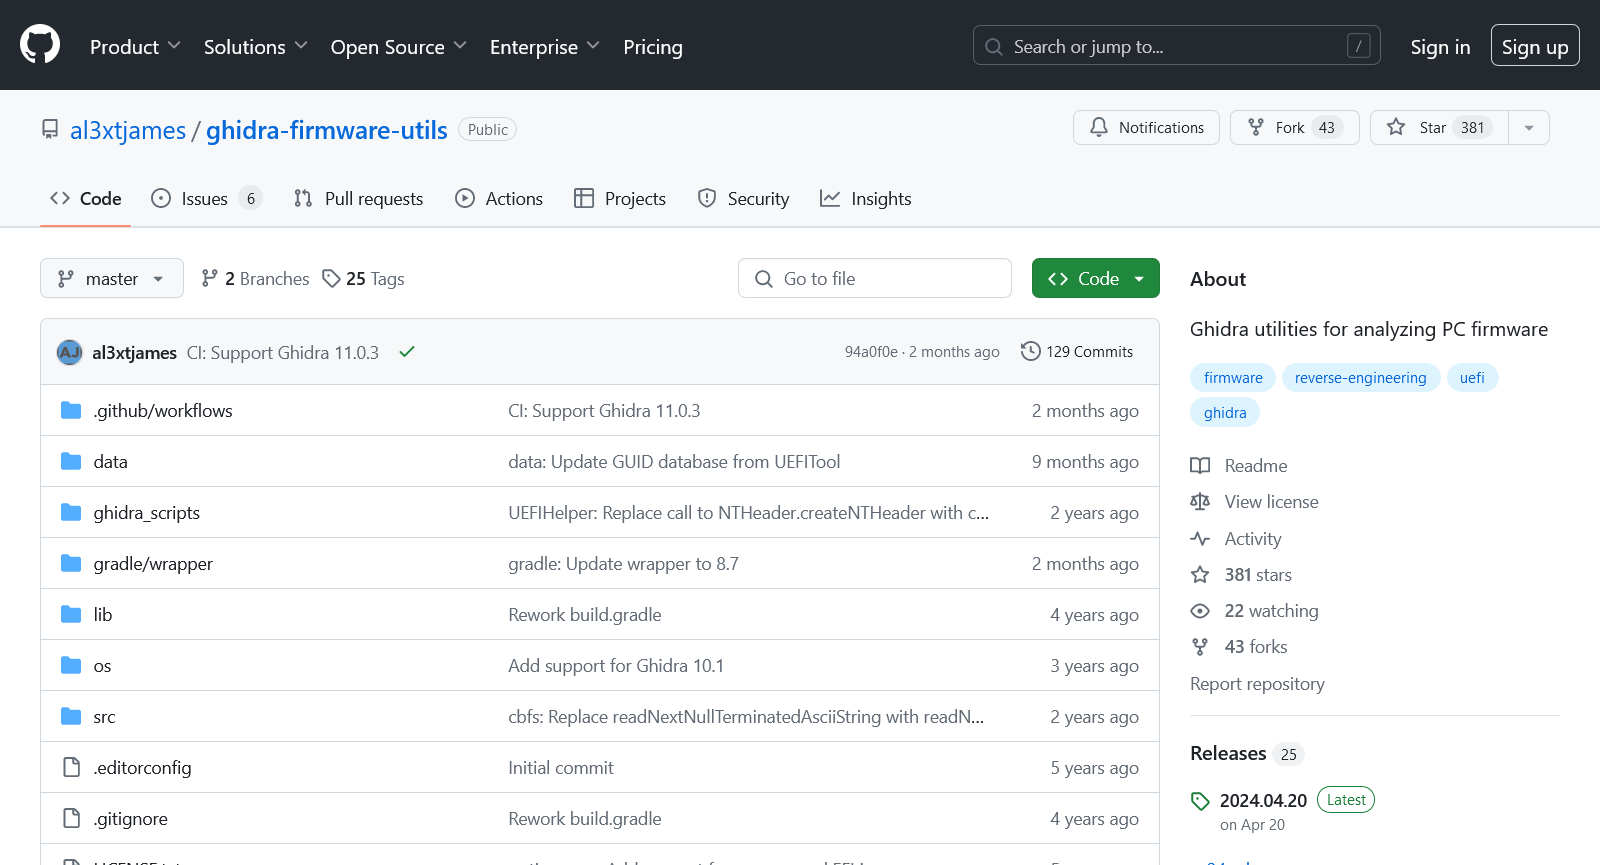 Product Solutions Open Source Enterprise Pricing Search or jump to... / Sign in Sign up
al3xtjames / ghidra-firmware-utils Public Notifications Fork 43 Star 381
Code Issues 6 Pull requests Actions Projects Security Insights
master 2 Branches 25 Tags Go to file Code
AJ al3xtjames CI: Support Ghidra 11.0.3 94a0f0e · 2 months ago 129 Commits
.github/workflows CI: Support Ghidra 11.0.3 2 months ago
data data: Update GUID database from UEFITool 9 months ago
ghidra_scripts UEFIHelper: Replace call to NTHeader.createNTHeader with c... 2 years ago
gradle/wrapper gradle: Update wrapper to 8.7 2 months ago
lib Rework build.gradle 4 years ago
os Add support for Ghidra 10.1 3 years ago
src cbfs: Replace readNextNullTerminatedAsciiString with readN... 2 years ago
.editorconfig Initial commit 5 years ago
.gitignore Rework build.gradle 4 years ago
About
Ghidra utilities for analyzing PC firmware
firmware reverse-engineering uefi
ghidra
Readme
View license
Activity
381 stars
22 watching
43 forks
Report repository
Releases 25
2024.04.20 Latest
on Apr 20